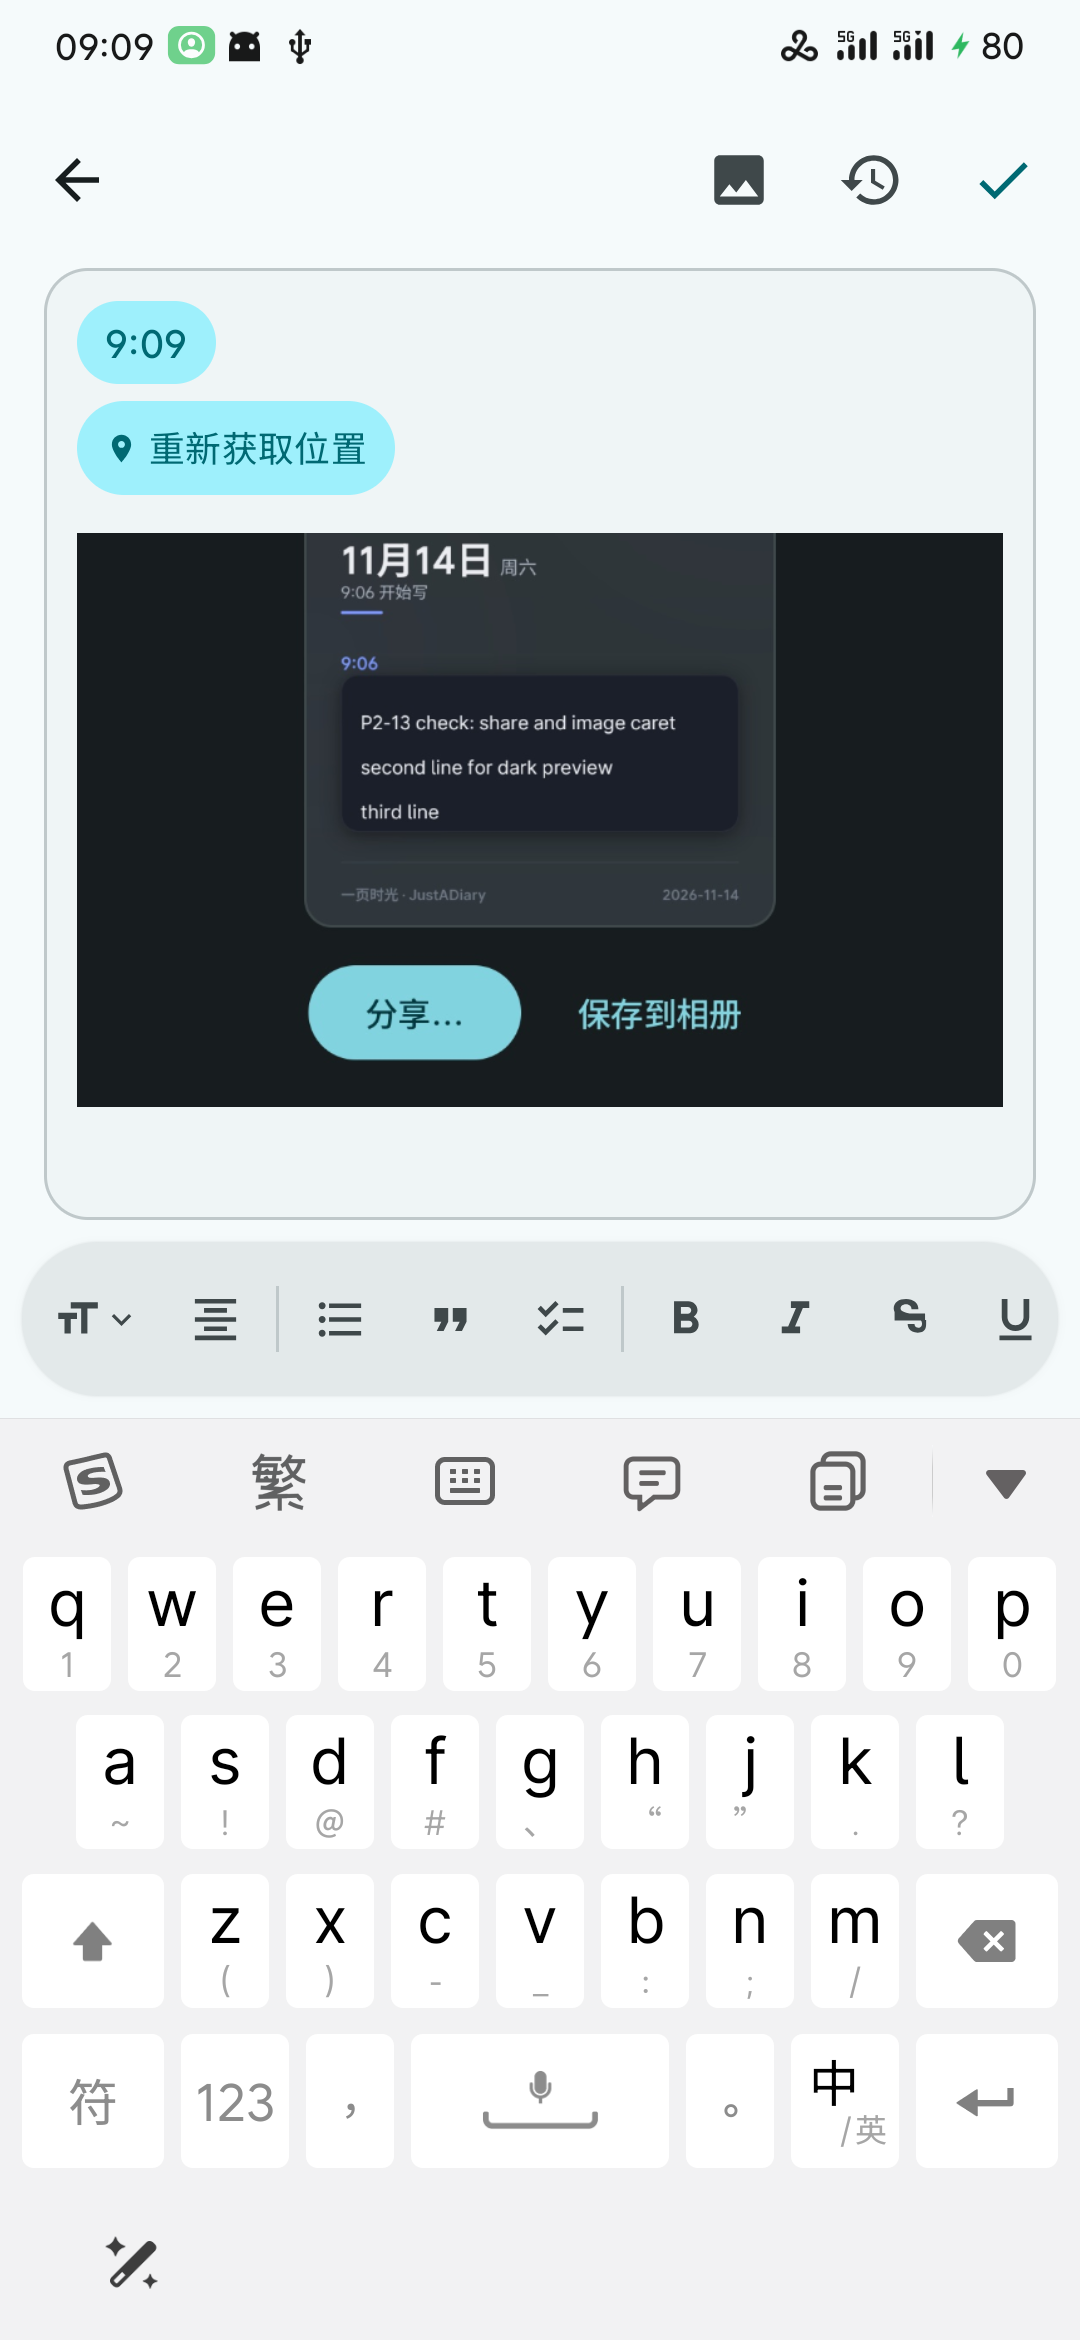 09:09 5G 5G 80
9:09
重新获取位置
11月14日 周六
9:06 开始写
9:06
P2-13 check: share and image caret
second line for dark preview
third line
一页时光 · JustADiary 2026-11-14
分享... 保存到相册
TT B I S U
S 繁
q w e r t y u i o p
1 2 3 4 5 6 7 8 9 0
a s d f g h j k l
~ ! @ # 、 “ ” . ?
z x c v b n m
( ) - _ : ; /
符 123 ， 。 中/英